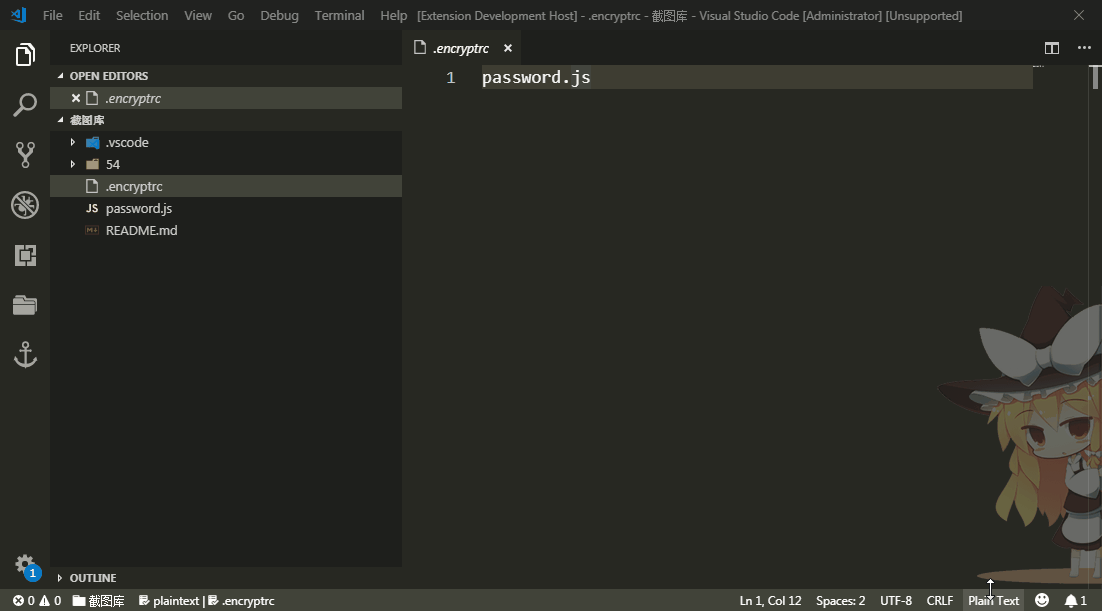 File Edit Selection View Go Debug Terminal Help [Extension Development Host] - .encryptrc - 截图库 - Visual Studio Code [Administrator] [Unsupported]
EXPLORER
.encryptrc
OPEN EDITORS
.encryptrc
截图库
.vscode
54
.encryptrc
JS password.js
M README.md
1 password.js
OUTLINE
1
0 0 截图库 plaintext | .encryptrc Ln 1, Col 12 Spaces: 2 UTF-8 CRLF Plain Text 1